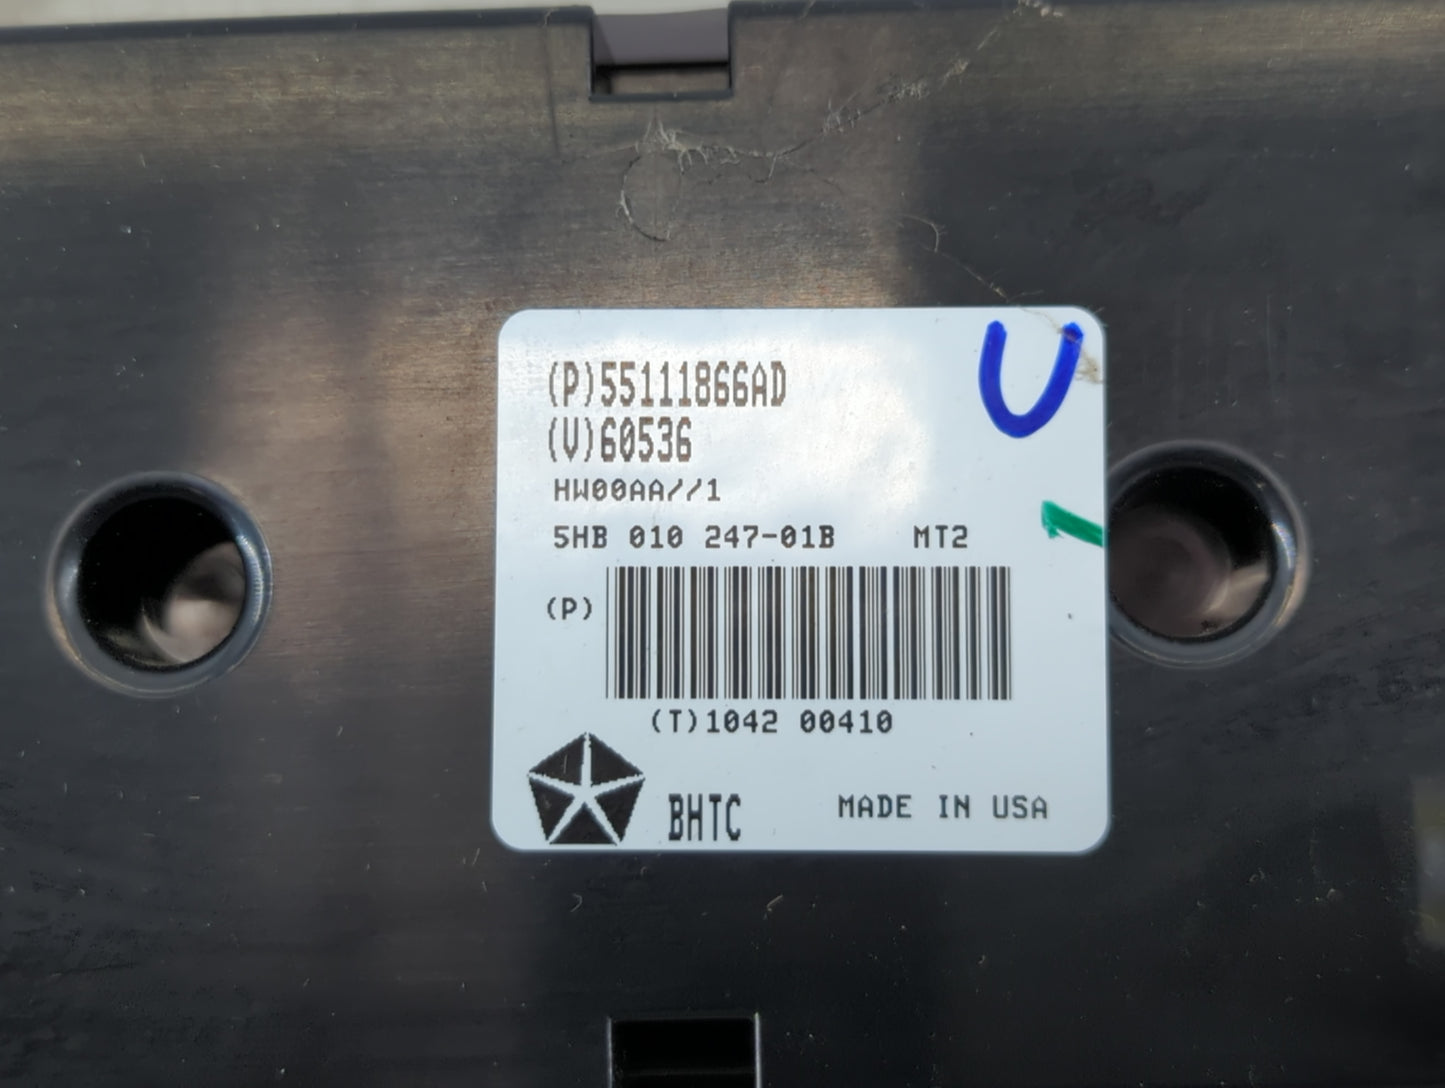 (P)55111866AD
(V)60536
HW00AA//1
5HB 010 247-01B MT2
(P)
(T)1042 00410
BHTC
MADE IN USA
U